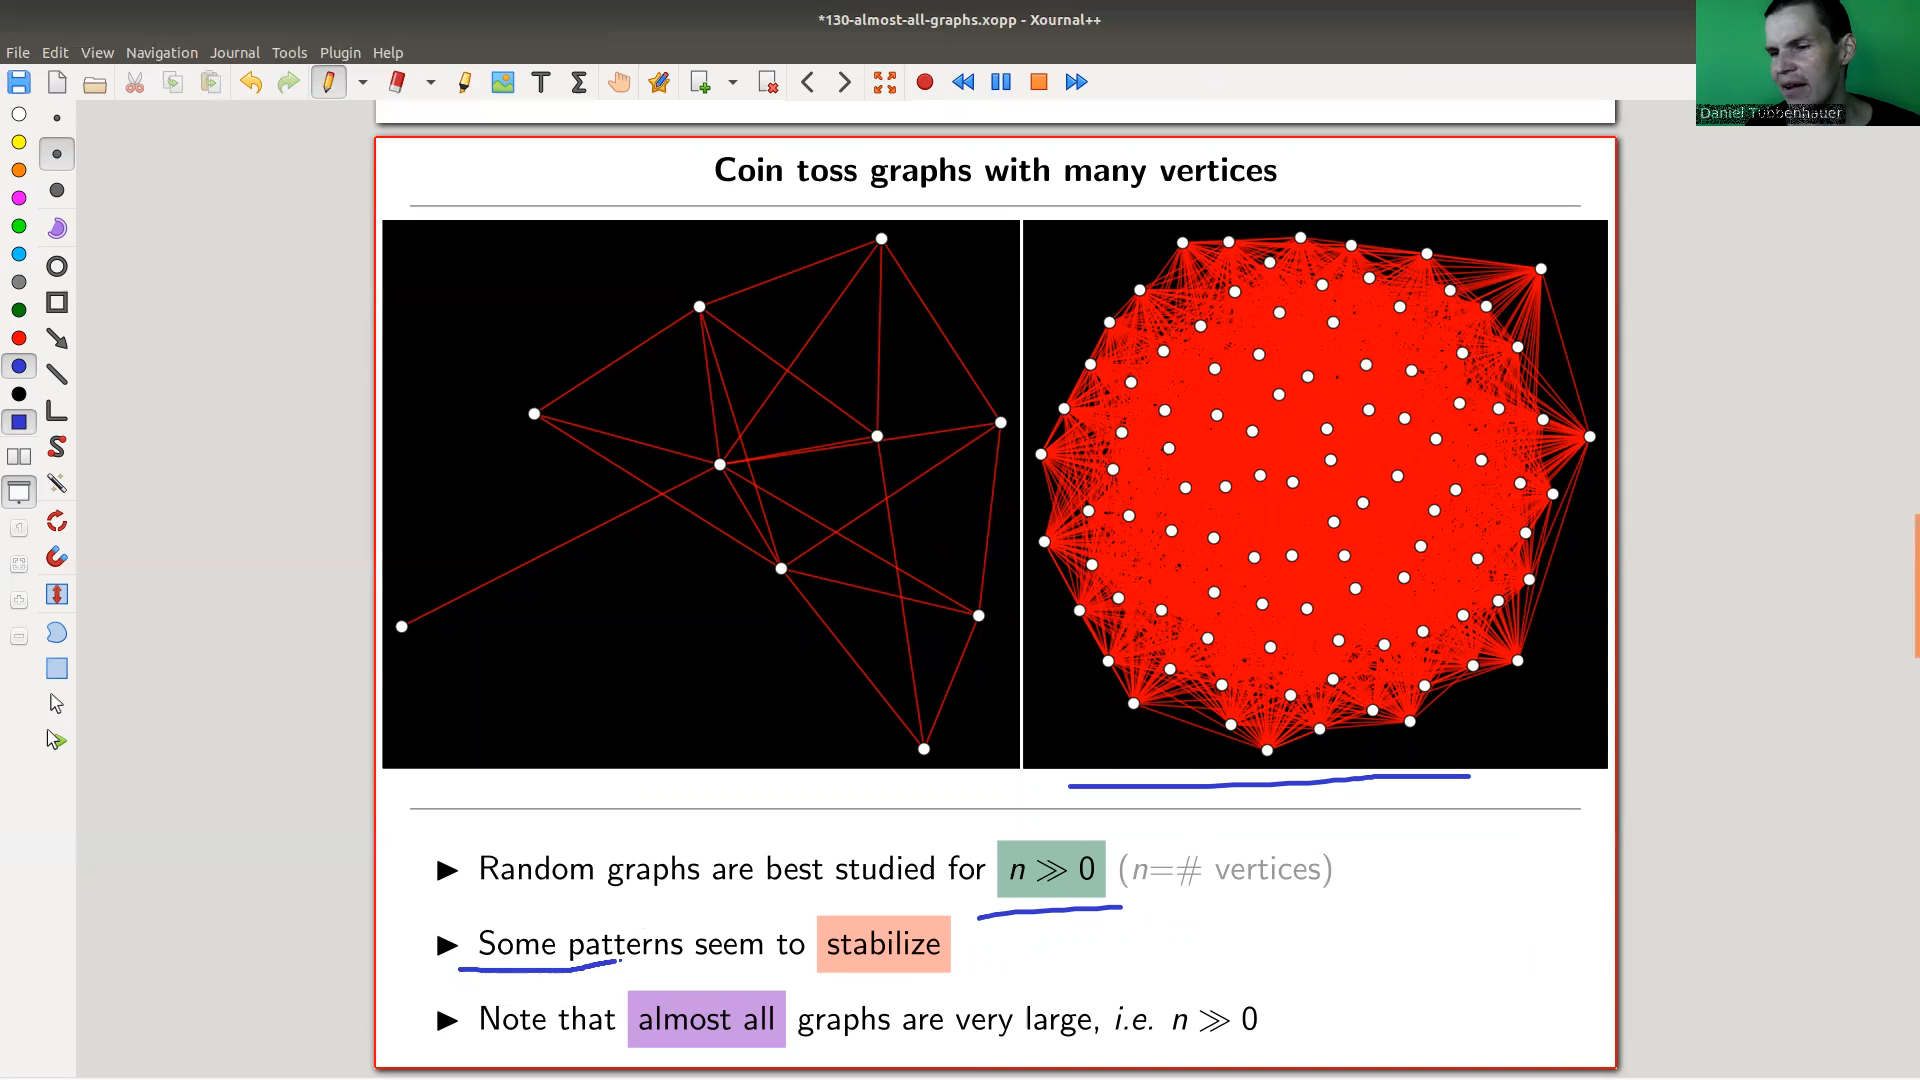 *130-almost-all-graphs.xopp - Xournal++
File Edit View Navigation Journal Tools Plugin Help
Daniel Tubbenhauer
Coin toss graphs with many vertices
▶ Random graphs are best studied for n ≫ 0 (n=# vertices)
▶ Some patterns seem to stabilize
▶ Note that almost all graphs are very large, i.e. n ≫ 0